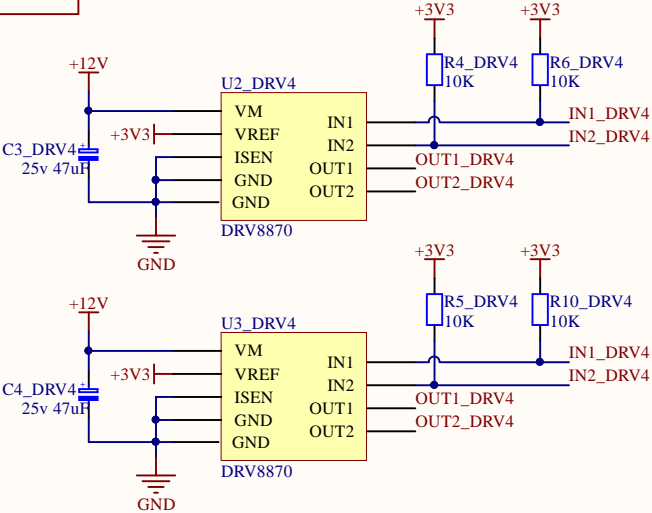 +3V3
+3V3
+12V
R4_DRV4
10K
R6_DRV4
10K
U2_DRV4
VM
VREF
ISEN
GND
GND
IN1
IN2
OUT1
OUT2
+3V3
C3_DRV4
25v 47uF
IN1_DRV4
IN2_DRV4
OUT1_DRV4
OUT2_DRV4
DRV8870
GND
+3V3
+3V3
+12V
R5_DRV4
10K
R10_DRV4
10K
U3_DRV4
VM
VREF
ISEN
GND
GND
IN1
IN2
OUT1
OUT2
+3V3
C4_DRV4
25v 47uF
IN1_DRV4
IN2_DRV4
OUT1_DRV4
OUT2_DRV4
DRV8870
GND